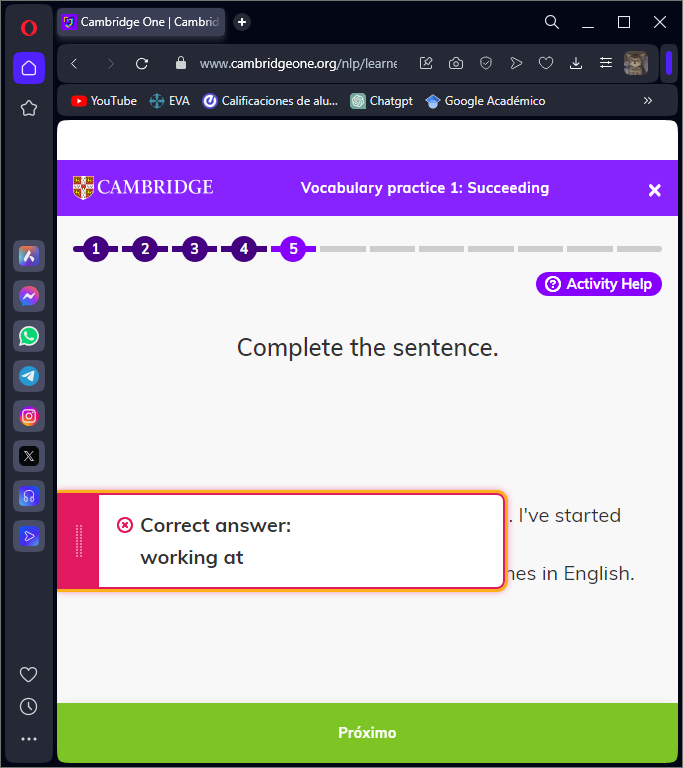 Cambridge One | Cambrid
www.cambridgeone.org/nlp/learne
YouTube
EVA
Calificaciones de alu...
Chatgpt
Google Académico
CAMBRIDGE
Vocabulary practice 1: Succeeding
1 2 3 4 5
Activity Help
Complete the sentence.
. I've started
Correct answer:
working at
nes in English.
Próximo